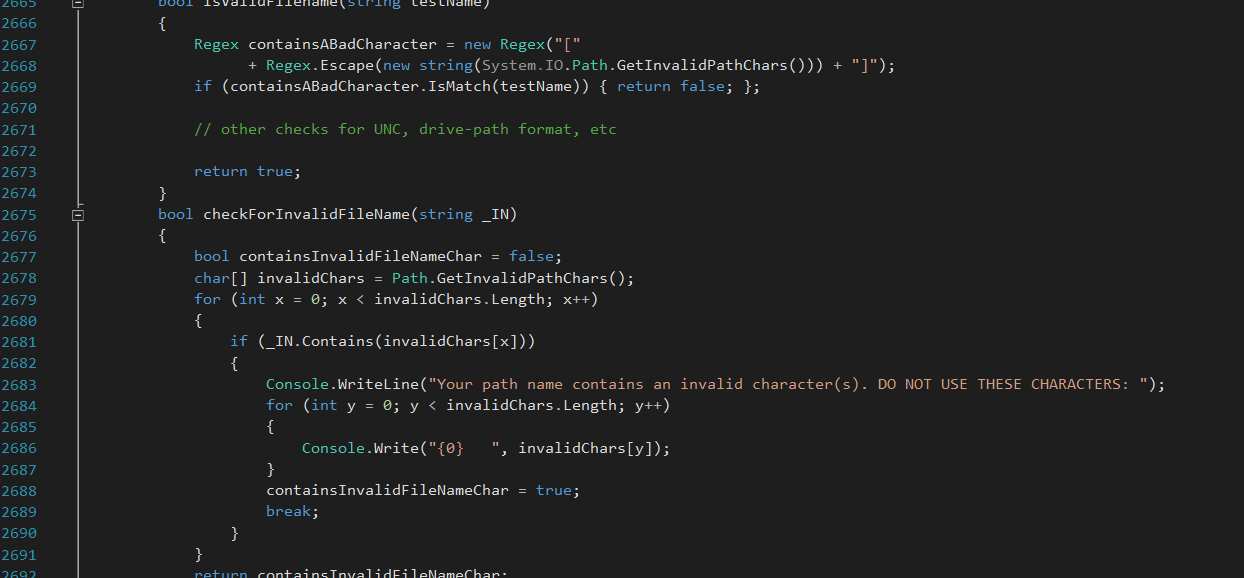 2665 bool IsValidFilename(string testName)
2666 {
2667 Regex containsABadCharacter = new Regex("["
2668 + Regex.Escape(new string(System.IO.Path.GetInvalidPathChars())) + "]");
2669 if (containsABadCharacter.IsMatch(testName)) { return false; };
2670
2671 // other checks for UNC, drive-path format, etc
2672
2673 return true;
2674 }
2675 bool checkForInvalidFileName(string _IN)
2676 {
2677 bool containsInvalidFileNameChar = false;
2678 char[] invalidChars = Path.GetInvalidPathChars();
2679 for (int x = 0; x < invalidChars.Length; x++)
2680 {
2681 if (_IN.Contains(invalidChars[x]))
2682 {
2683 Console.WriteLine("Your path name contains an invalid character(s). DO NOT USE THESE CHARACTERS: ");
2684 for (int y = 0; y < invalidChars.Length; y++)
2685 {
2686 Console.Write("{0}   ", invalidChars[y]);
2687 }
2688 containsInvalidFileNameChar = true;
2689 break;
2690 }
2691 }
2692 return containsInvalidFileNameChar;